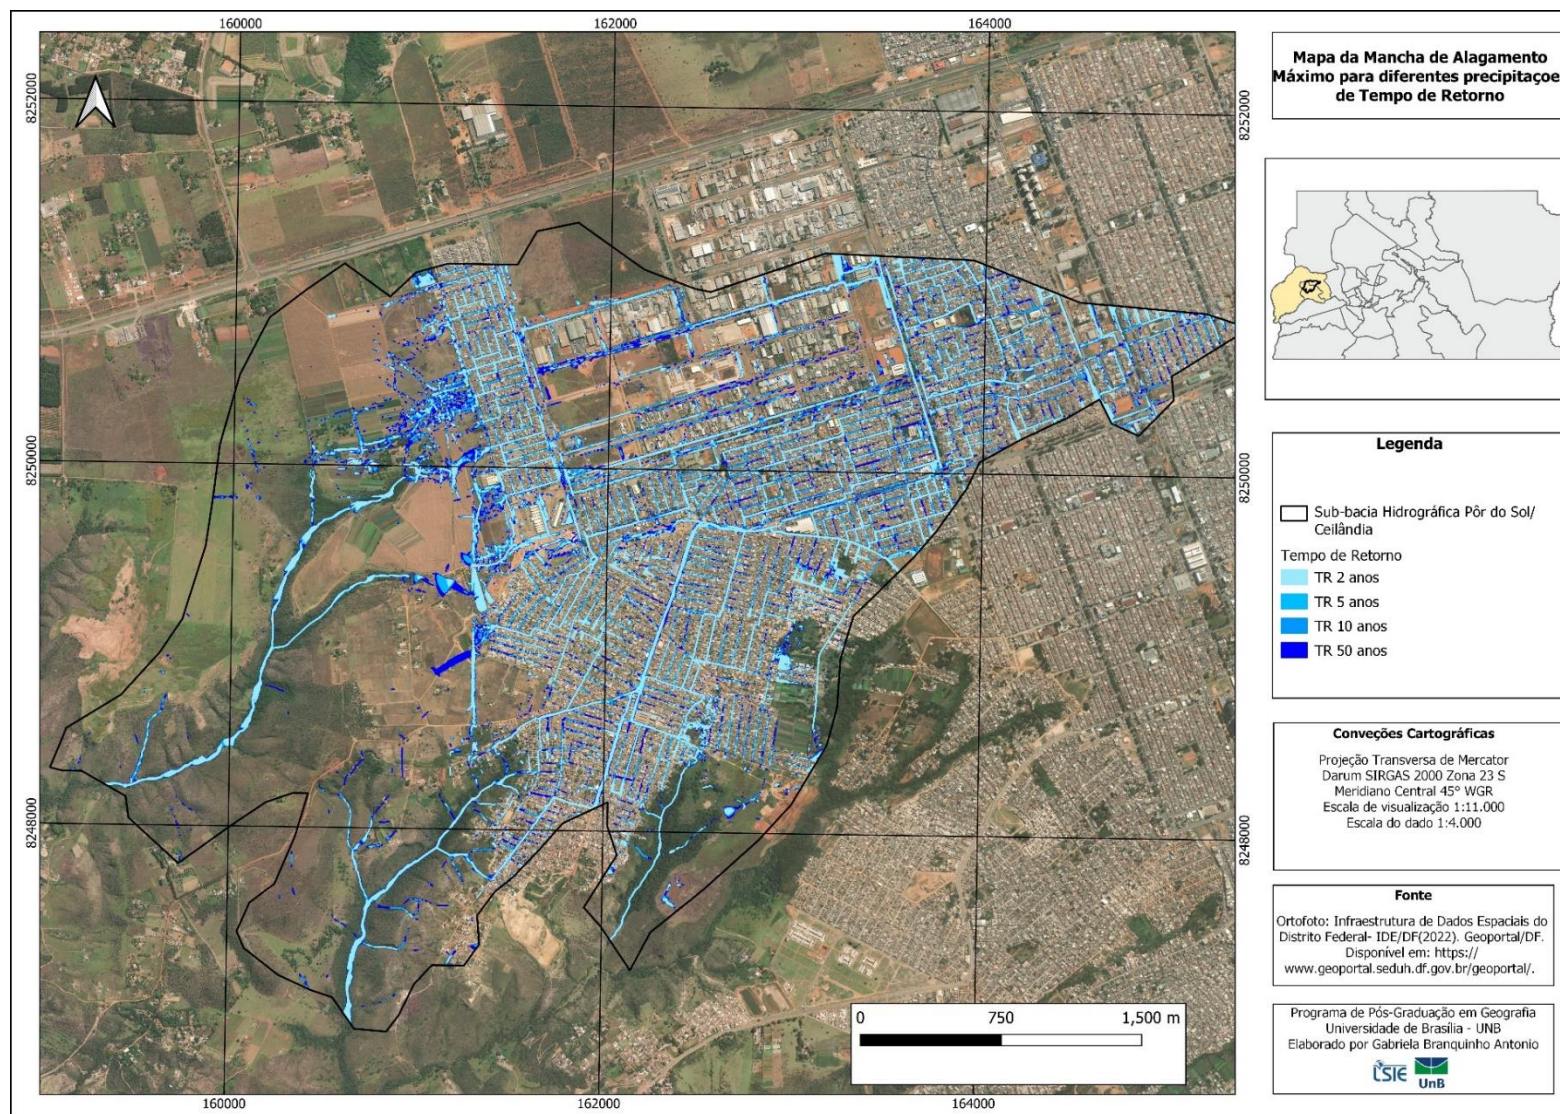 160000
162000
164000
8252000
8250000
8248000
8252000
8250000
8248000
160000
162000
164000
0 750 1,500 m
Mapa da Mancha de Alagamento
Máximo para diferentes precipitaçoe
de Tempo de Retorno
Legenda
Sub-bacia Hidrográfica Pôr do Sol/
Ceilândia
Tempo de Retorno
TR 2 anos
TR 5 anos
TR 10 anos
TR 50 anos
Conveções Cartográficas
Projeção Transversa de Mercator
Darum SIRGAS 2000 Zona 23 S
Meridiano Central 45º WGR
Escala de visualização 1:11.000
Escala do dado 1:4.000
Fonte
Ortofoto: Infraestrutura de Dados Espaciais do
Distrito Federal- IDE/DF(2022). Geoportal/DF.
Disponível em: https://
www.geoportal.seduh.df.gov.br/geoportal/.
Programa de Pós-Graduação em Geografia
Universidade de Brasília - UNB
Elaborado por Gabriela Branquinho Antonio
LSIE UnB